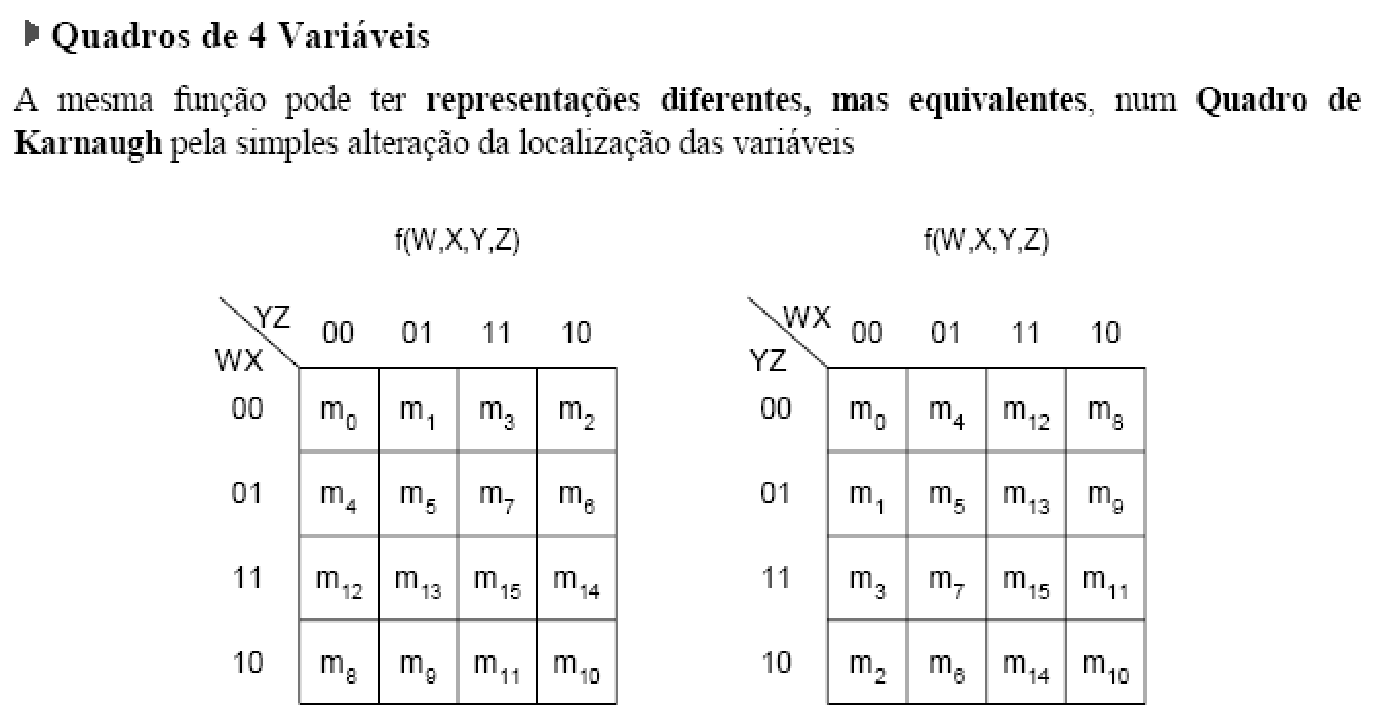 Quadros de 4 Variáveis
A mesma função pode ter representações diferentes, mas equivalentes, num Quadro de
Karnaugh pela simples alteração da localização das variáveis
f(W,X,Y,Z)
YZ 00 01 11 10
WX
00 m0 m1 m3 m2
01 m4 m5 m7 m6
11 m12 m13 m15 m14
10 m8 m9 m11 m10
f(W,X,Y,Z)
WX 00 01 11 10
YZ
00 m0 m4 m12 m8
01 m1 m5 m13 m9
11 m3 m7 m15 m11
10 m2 m6 m14 m10